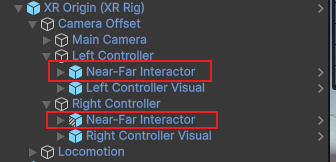 XR Origin (XR Rig)
Camera Offset
Main Camera
Left Controller
Near-Far Interactor
Left Controller Visual
Right Controller
Near-Far Interactor
Right Controller Visual
Locomotion